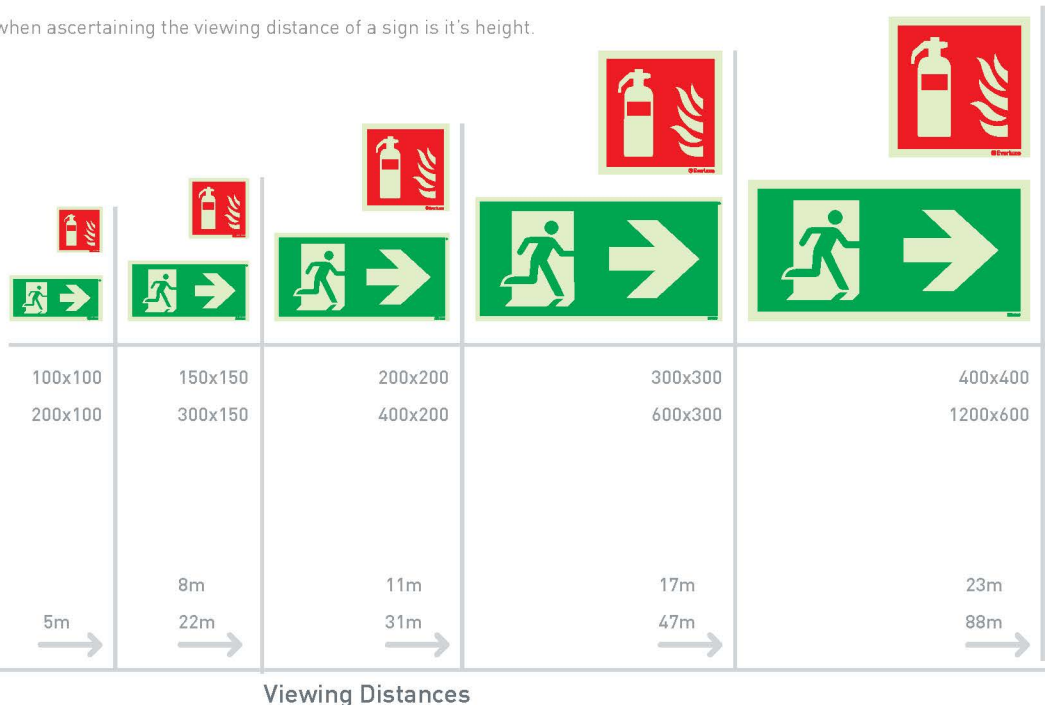 when ascertaining the viewing distance of a sign is it's height.
Everluxe
100x100 150x150 200x200 300x300 400x400
200x100 300x150 400x200 600x300 1200x600
8m 11m 17m 23m
5m 22m 31m 47m 88m
Viewing Distances